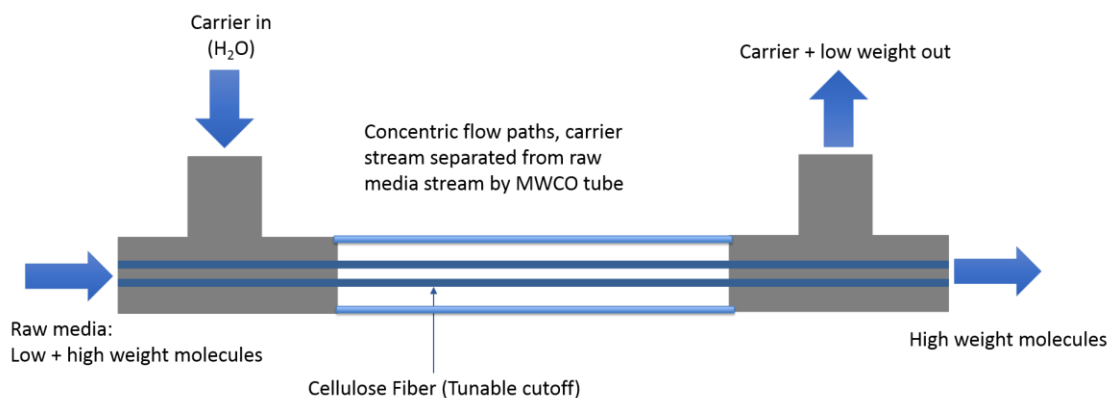 Carrier in
(H₂O)
Carrier + low weight out
Concentric flow paths, carrier
stream separated from raw
media stream by MWCO tube
Raw media:
Low + high weight molecules
High weight molecules
Cellulose Fiber (Tunable cutoff)